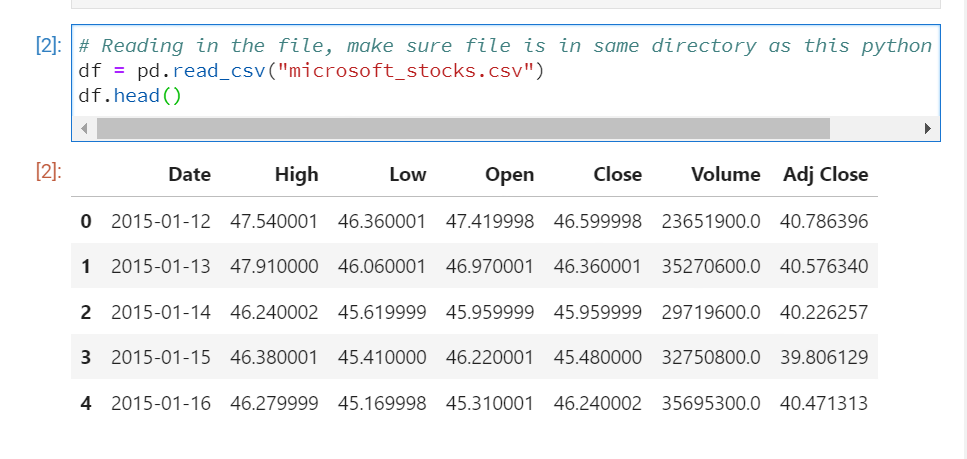 [2]: # Reading in the file, make sure file is in same directory as this python
df = pd.read_csv("microsoft_stocks.csv")
df.head()
[2]:
Date High Low Open Close Volume Adj Close
0 2015-01-12 47.540001 46.360001 47.419998 46.599998 23651900.0 40.786396
1 2015-01-13 47.910000 46.060001 46.970001 46.360001 35270600.0 40.576340
2 2015-01-14 46.240002 45.619999 45.959999 45.959999 29719600.0 40.226257
3 2015-01-15 46.380001 45.410000 46.220001 45.480000 32750800.0 39.806129
4 2015-01-16 46.279999 45.169998 45.310001 46.240002 35695300.0 40.471313